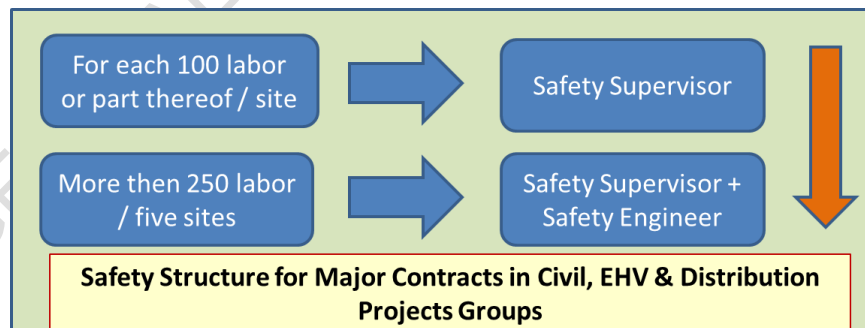 For each 100 labor
or part thereof / site
Safety Supervisor
More then 250 labor
/ five sites
Safety Supervisor +
Safety Engineer
Safety Structure for Major Contracts in Civil, EHV & Distribution
Projects Groups